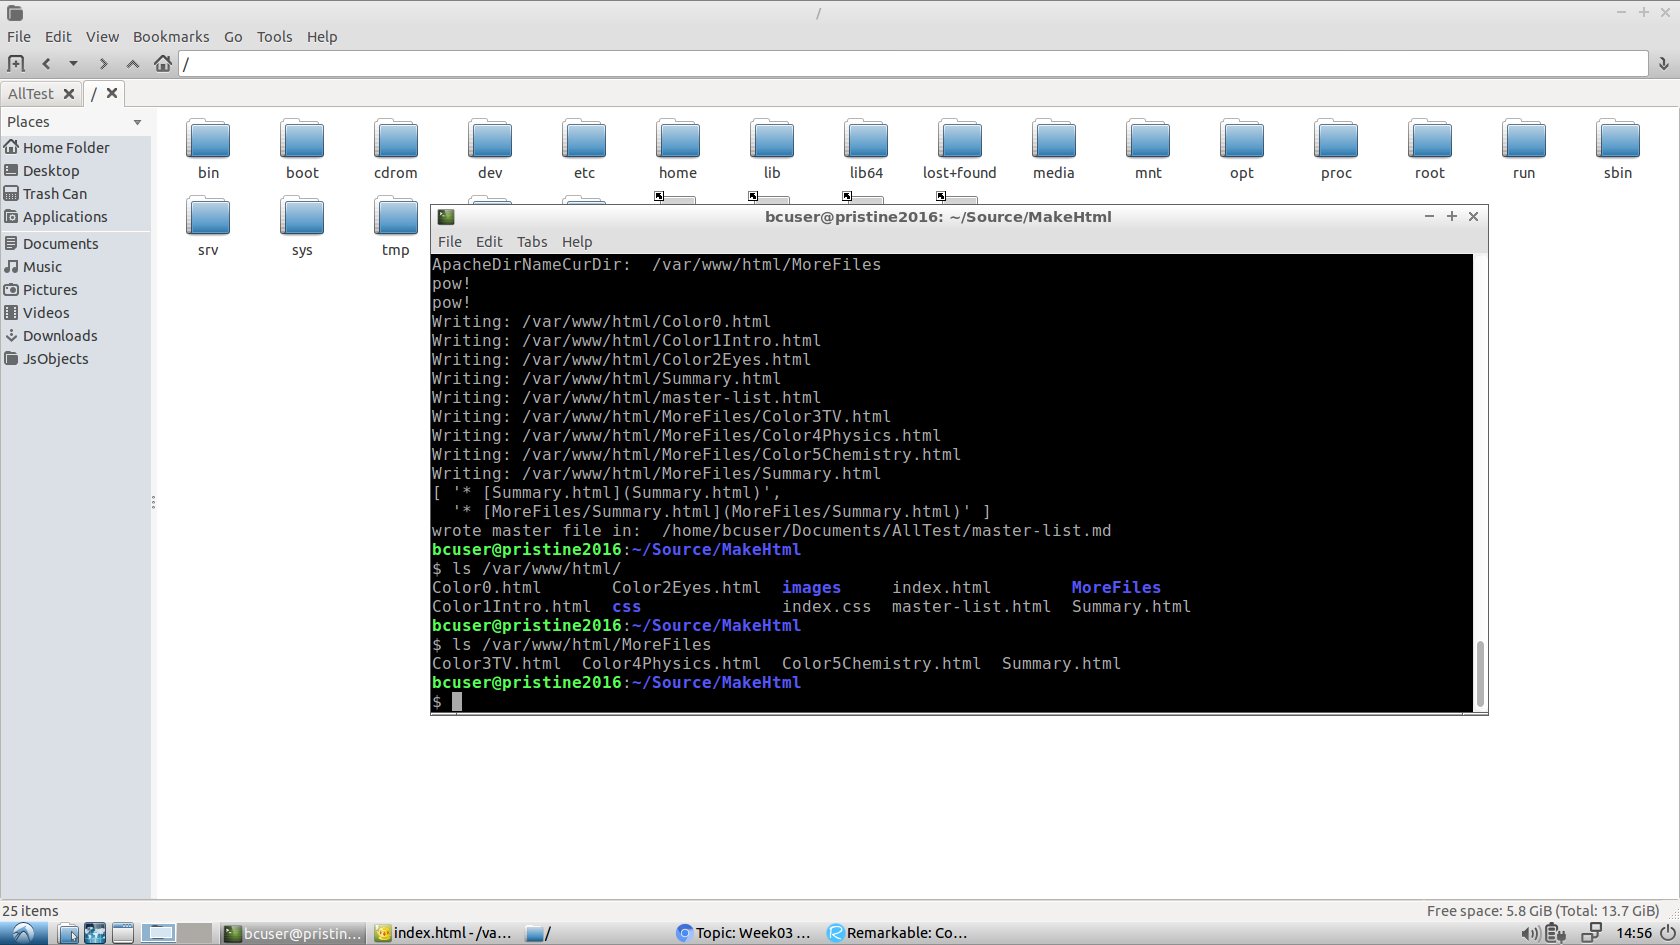 /
File Edit View Bookmarks Go Tools Help
/
AllTest /
Places
Home Folder
Desktop
Trash Can
Applications
Documents
Music
Pictures
Videos
Downloads
JsObjects
bin boot cdrom dev etc home lib lib64 lost+found media mnt opt proc root run sbin
srv sys tmp
bcuser@pristine2016: ~/Source/MakeHtml
File Edit Tabs Help
ApacheDirNameCurDir:  /var/www/html/MoreFiles
pow!
pow!
Writing: /var/www/html/Color0.html
Writing: /var/www/html/Color1Intro.html
Writing: /var/www/html/Color2Eyes.html
Writing: /var/www/html/Summary.html
Writing: /var/www/html/master-list.html
Writing: /var/www/html/MoreFiles/Color3TV.html
Writing: /var/www/html/MoreFiles/Color4Physics.html
Writing: /var/www/html/MoreFiles/Color5Chemistry.html
Writing: /var/www/html/MoreFiles/Summary.html
[ '* [Summary.html](Summary.html)',
  '* [MoreFiles/Summary.html](MoreFiles/Summary.html)' ]
wrote master file in:  /home/bcuser/Documents/AllTest/master-list.md
bcuser@pristine2016:~/Source/MakeHtml
$ ls /var/www/html/
Color0.html       Color2Eyes.html  images     index.html        MoreFiles
Color1Intro.html  css              index.css  master-list.html  Summary.html
bcuser@pristine2016:~/Source/MakeHtml
$ ls /var/www/html/MoreFiles
Color3TV.html  Color4Physics.html  Color5Chemistry.html  Summary.html
bcuser@pristine2016:~/Source/MakeHtml
$
25 items Free space: 5.8 GiB (Total: 13.7 GiB)
bcuser@pristin... index.html - /va... / Topic: Week03 ... Remarkable: Co... 14:56